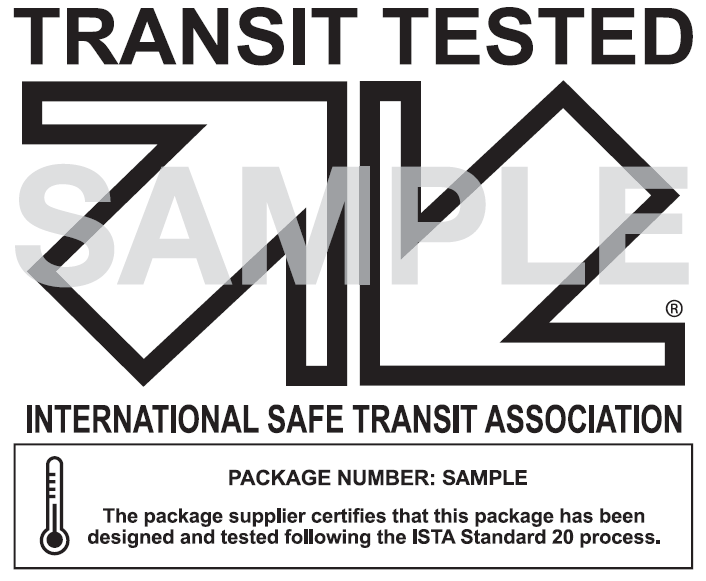 TRANSIT TESTED
SAMPLE
®
INTERNATIONAL SAFE TRANSIT ASSOCIATION
PACKAGE NUMBER: SAMPLE
The package supplier certifies that this package has been
designed and tested following the ISTA Standard 20 process.